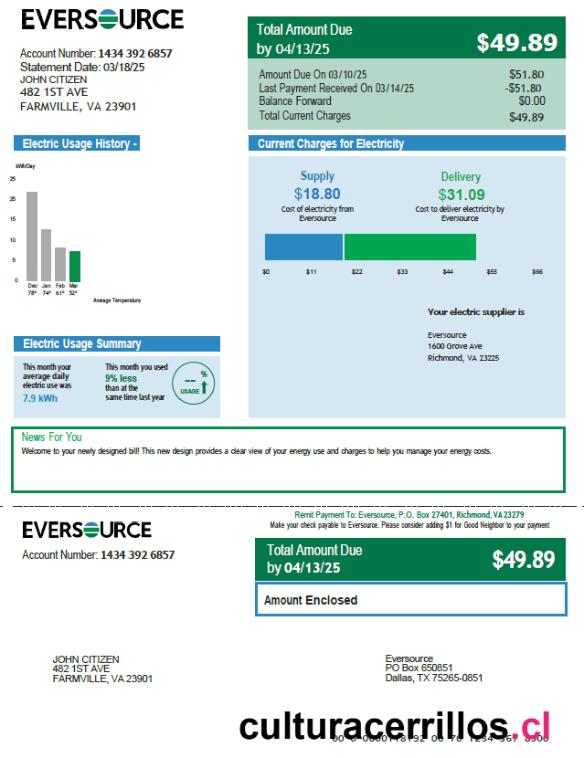 EVERSOURCE
Account Number: 1434 392 6857
Statement Date: 03/18/25
JOHN CITIZEN
482 1ST AVE
FARMVILLE, VA 23901
Total Amount Due
by 04/13/25
$49.89
Amount Due On 03/10/25 $51.80
Last Payment Received On 03/14/25 -$51.80
Balance Forward $0.00
Total Current Charges $49.89
Electric Usage History -
kWh/Day
25
25
15
10
5
0
Dec Jan Feb Mar
78° 74° 61° 52°
Average Temperature
Current Charges for Electricity
Supply
$18.80
Cost of electricity from
Eversource
Delivery
$31.09
Cost to deliver electricity by
Eversource
$0 $11 $22 $33 $44 $55 $66
Your electric supplier is
Eversource
1600 Grove Ave
Richmond, VA 23225
Electric Usage Summary
This month your
average daily
electric use was
7.9 kWh
This month you used
9% less
than at the
same time last year
-- %
USAGE
News For You
Welcome to your newly designed bill! This new design provides a clear view of your energy use and charges to help you manage your energy costs.
EVERSOURCE
Account Number: 1434 392 6857
Remit Payment To: Eversource, P.O. Box 27401, Richmond, VA23279
Make your check payable to Eversource. Please consider adding $1 for Good Neighbor to your payment
Total Amount Due
by 04/13/25
$49.89
Amount Enclosed
JOHN CITIZEN
482 1ST AVE
FARMVILLE, VA 23901
Eversource
PO Box 650851
Dallas, TX 75265-0851
culturacerrillos.cl